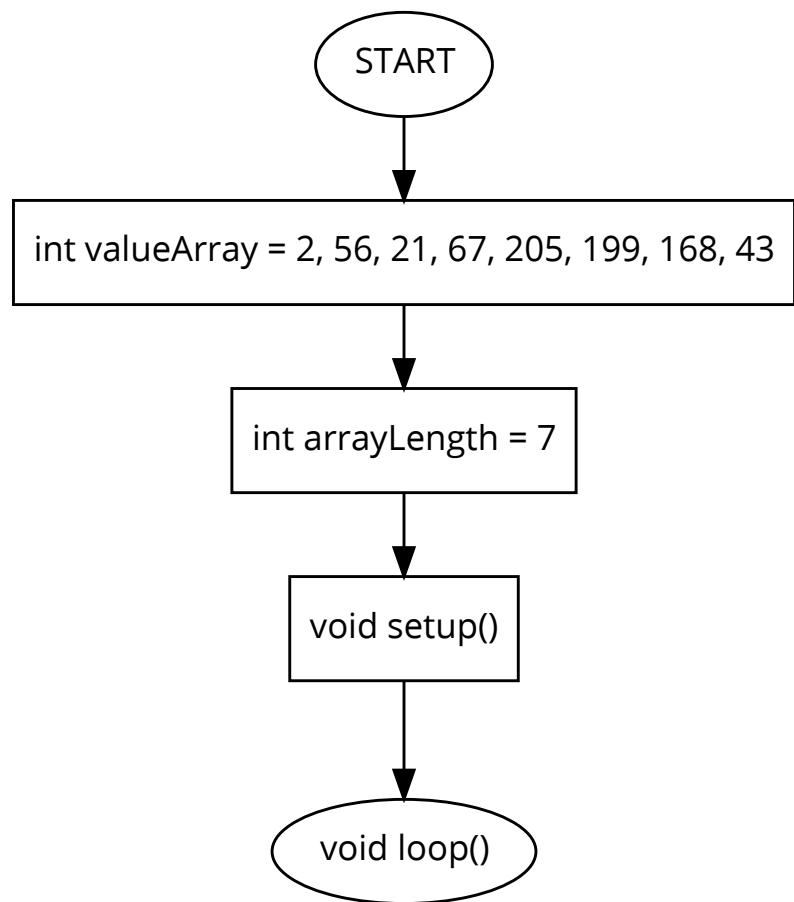 START
int valueArray = 2, 56, 21, 67, 205, 199, 168, 43
int arrayLength = 7
void setup()
void loop()